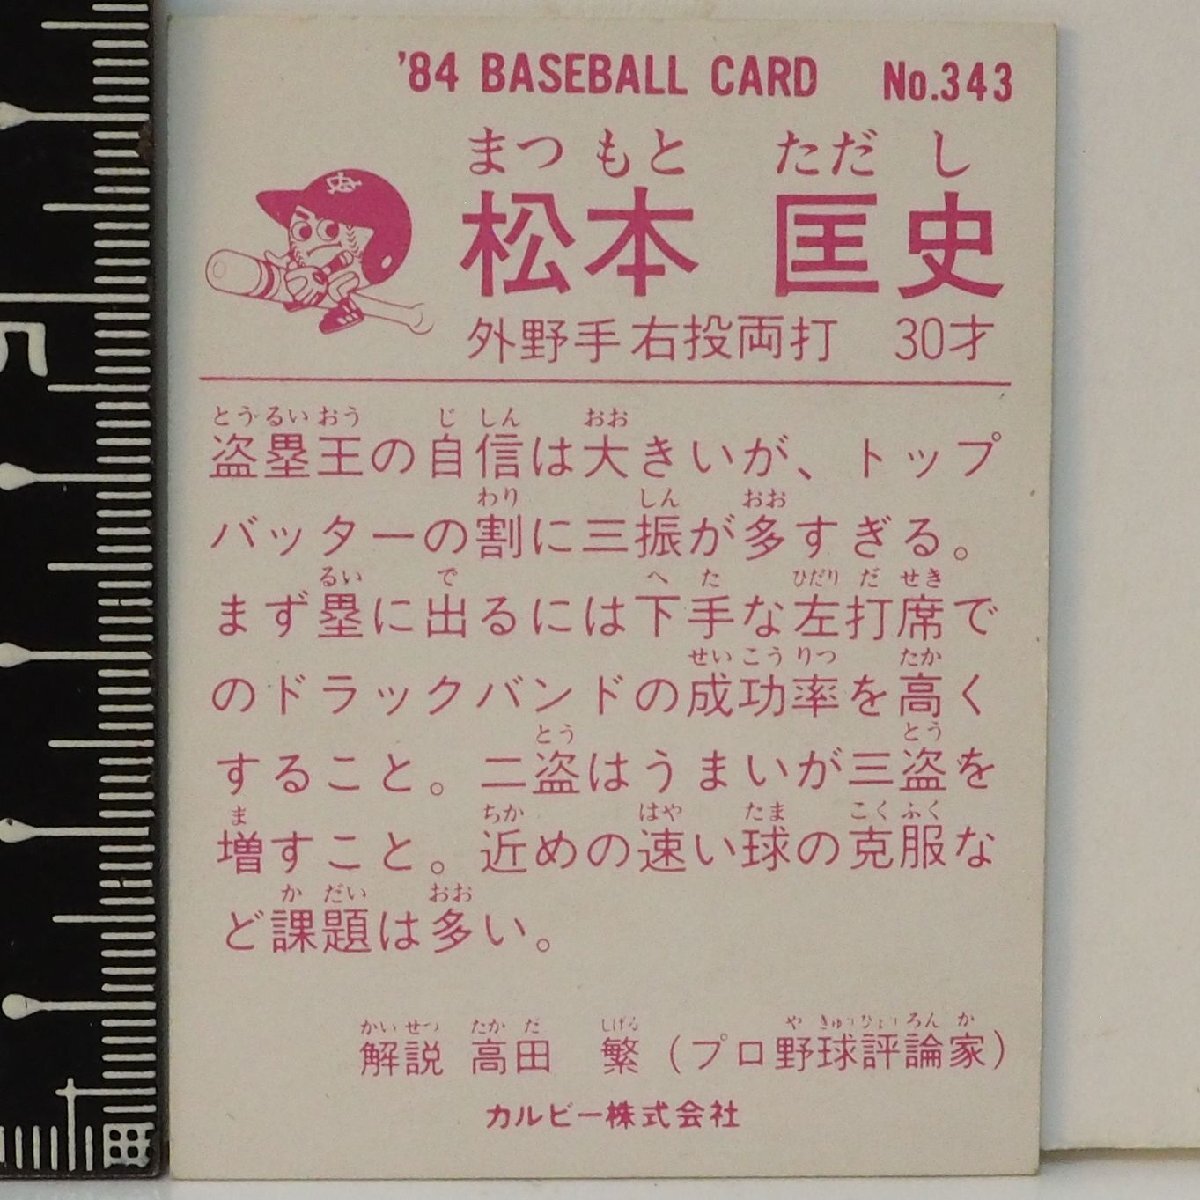 '84 BASEBALL CARD No.343
まつ もと ただ し
松本 匡史
外野手 右投両打 30才
とう るい おう じ しん おお
盗塁王の自信は大きいが、トップ
わり しん おお
バッターの割に三振が多すぎる。
るい で へ た ひだり だ せき
まず塁に出るには下手な左打席で
せい こう りつ たか
のドラックバンドの成功率を高く
とう とう
すること。二盗はうまいが三盗を
ま ちか はや たま こく ふく
増すこと。近めの速い球の克服な
か だい おお
ど課題は多い。
かい せつ たか だ しげる や きゅう ひょう ろん か
解説 高田 繁 (プロ野球評論家)
カルビー株式会社